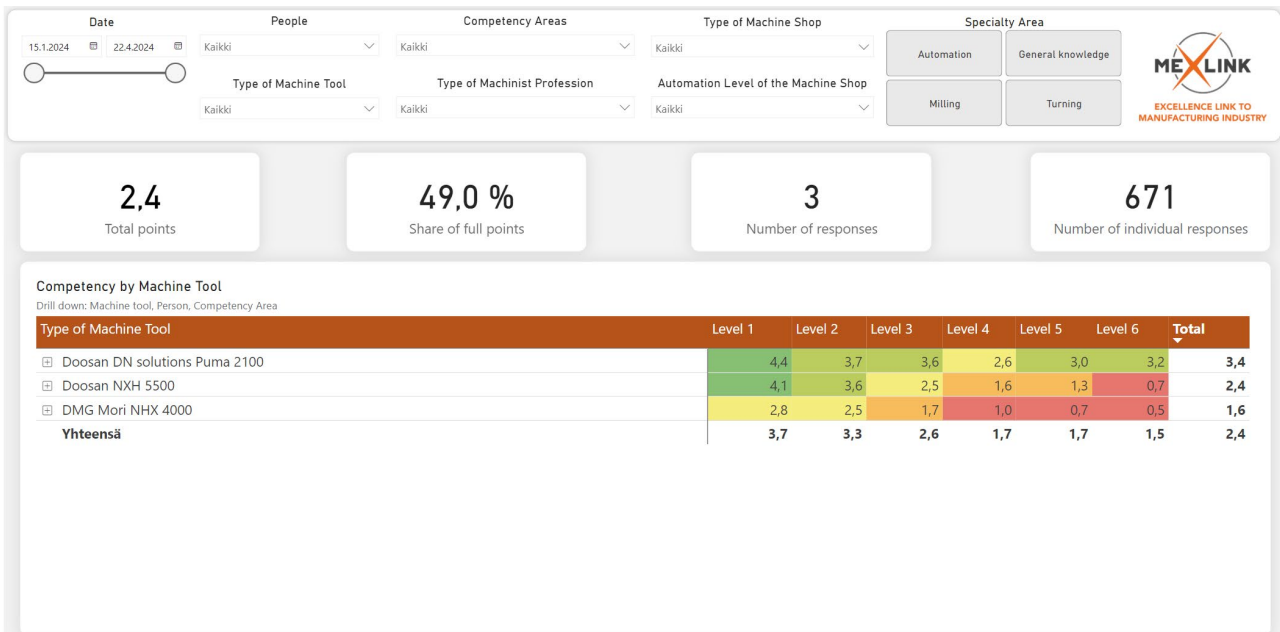 Date
People
Competency Areas
Type of Machine Shop
Specialty Area
15.1.2024 22.4.2024
Kaikki
Kaikki
Kaikki
Automation
General knowledge
Type of Machine Tool
Type of Machinist Profession
Automation Level of the Machine Shop
Kaikki
Kaikki
Kaikki
Milling
Turning
MEXLINK
EXCELLENCE LINK TO
MANUFACTURING INDUSTRY
2,4
Total points
49,0 %
Share of full points
3
Number of responses
671
Number of individual responses
Competency by Machine Tool
Drill down: Machine tool, Person, Competency Area
Type of Machine Tool Level 1 Level 2 Level 3 Level 4 Level 5 Level 6 Total
Doosan DN solutions Puma 2100 4,4 3,7 3,6 2,6 3,0 3,2 3,4
Doosan NXH 5500 4,1 3,6 2,5 1,6 1,3 0,7 2,4
DMG Mori NHX 4000 2,8 2,5 1,7 1,0 0,7 0,5 1,6
Yhteensä 3,7 3,3 2,6 1,7 1,7 1,5 2,4